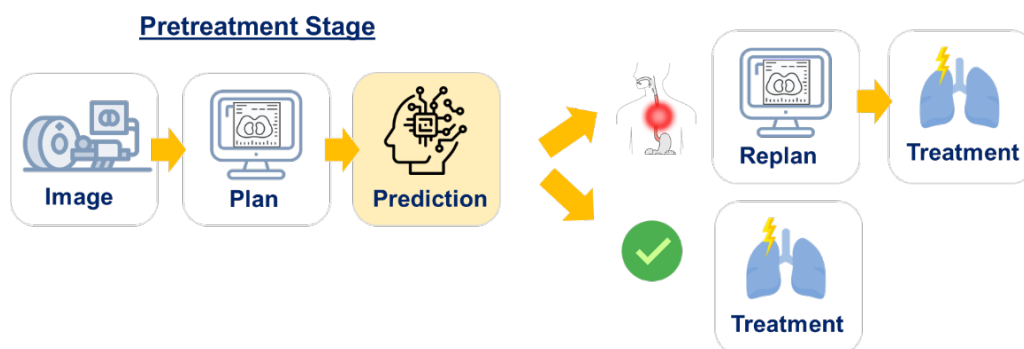 Pretreatment Stage
Image
Plan
Prediction
Replan
Treatment
Treatment